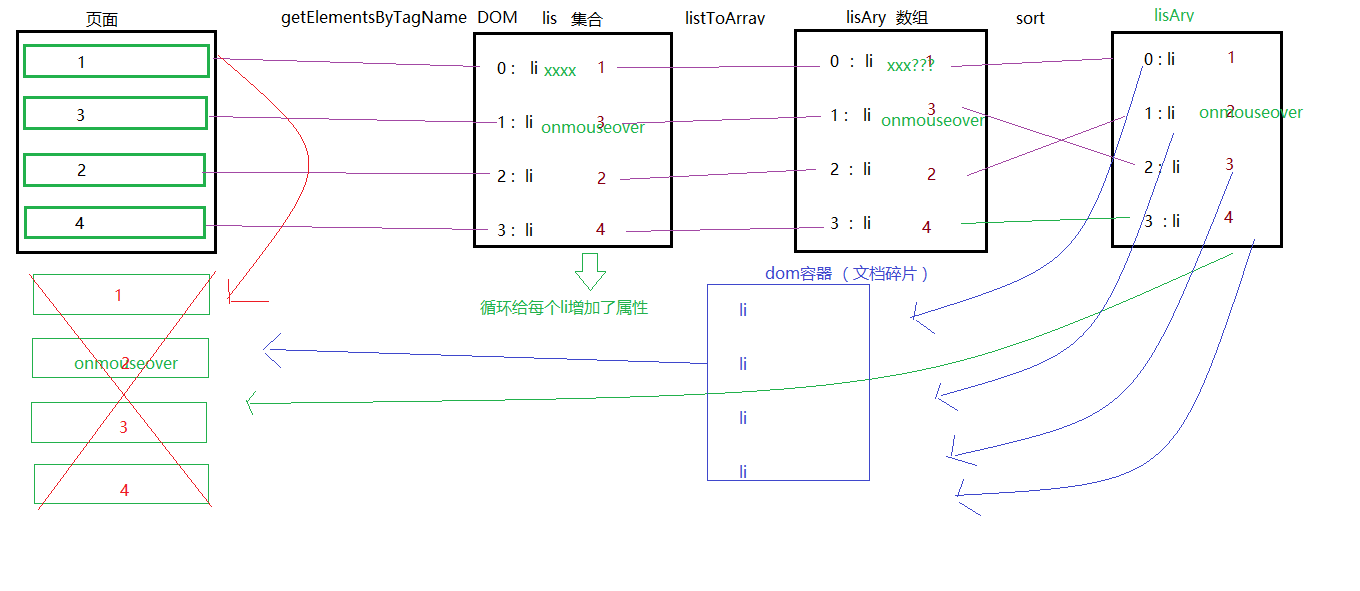 页面
getElementsByTagName DOM
lis 集合
listToArrav
lisAry 数组
sort
lisArv
1
3
2
4
0 : li xxxx 1
1 : li onmouseover 3
2 : li 2
3 : li 4
0 : li xxx??? 1
1 : li onmouseover 3
2 : li 2
3 : li 4
0 : li 1
1 : li onmouseover 2
2 : li 3
3 : li 4
1
onmouseover 2
3
4
循环给每个li增加了属性
dom容器（文档碎片）
li
li
li
li